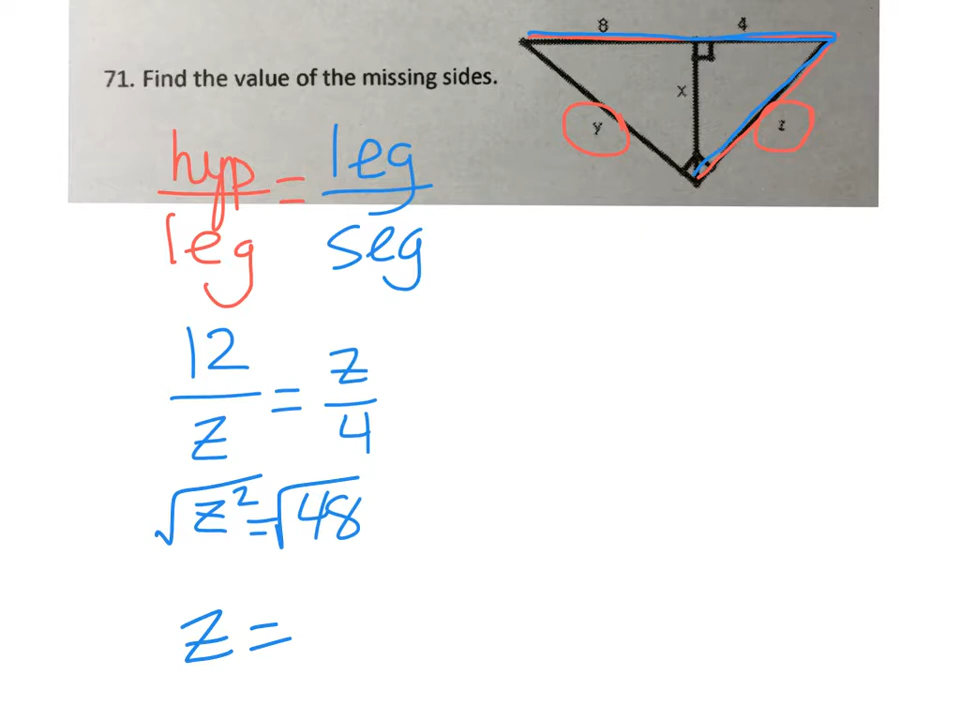 8 4
71. Find the value of the missing sides.
x
y z
hyp/leg = leg/seg
12/z = z/4
√z² = √48
z =